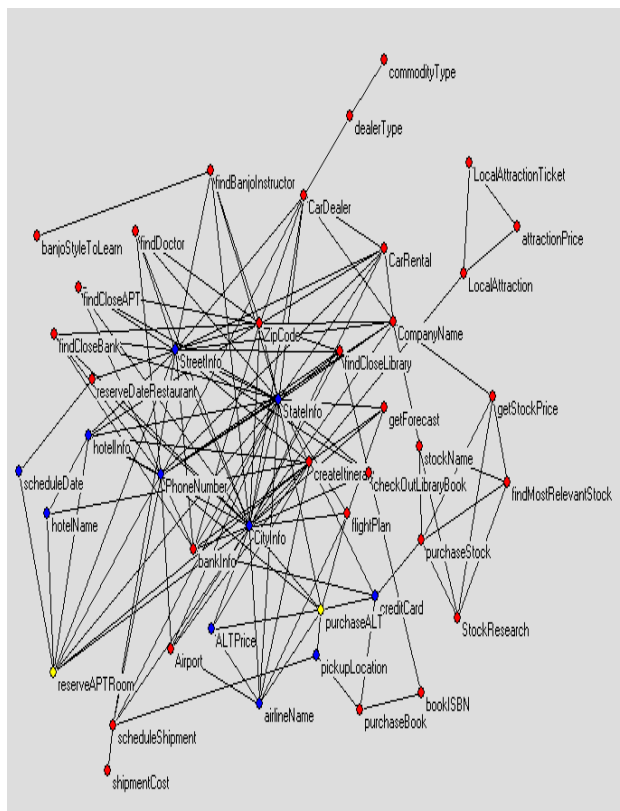 commodityType
dealerType
LocalAttractionTicket
findBanjoInstructor
CarDealer
attractionPrice
banjoStyleToLearn
findDoctor
CarRental
LocalAttraction
findCloseAPT
ZipCode
CompanyName
findCloseBank
StreetInfo
findCloseLibrary
reserveDateRestaurant
StateInfo
getStockPrice
getForecast
hotelInfo
stockName
scheduleDate
PhoneNumber
createItinerary
checkOutLibraryBook
findMostRelevantStock
hotelName
CityInfo
flightPlan
bankInfo
purchaseStock
creditCard
purchaseALT
StockResearch
ALTPrice
Airport
pickupLocation
reserveAPTRoom
bookISBN
airlineName
purchaseBook
scheduleShipment
shipmentCost